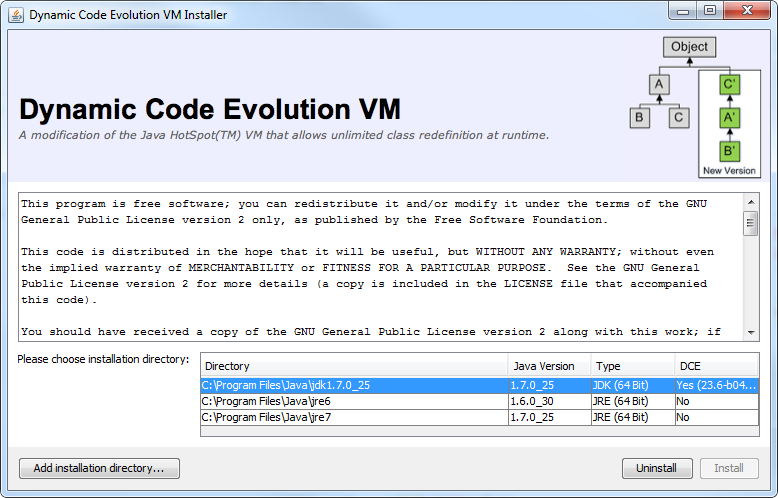 Dynamic Code Evolution VM Installer
Object
A
C'
B
C
A'
B'
New Version
Dynamic Code Evolution VM
A modification of the Java HotSpot(TM) VM that allows unlimited class redefinition at runtime.
This program is free software; you can redistribute it and/or modify it under the terms of the GNU
General Public License version 2 only, as published by the Free Software Foundation.
This code is distributed in the hope that it will be useful, but WITHOUT ANY WARRANTY; without even
the implied warranty of MERCHANTABILITY or FITNESS FOR A PARTICULAR PURPOSE.  See the GNU General
Public License version 2 for more details (a copy is included in the LICENSE file that accompanied
this code).
You should have received a copy of the GNU General Public License version 2 along with this work; if
Please choose installation directory:
Directory Java Version Type DCE
C:\Program Files\Java\jdk1.7.0_25 1.7.0_25 JDK (64 Bit) Yes (23.6-b04...
C:\Program Files\Java\jre6 1.6.0_30 JRE (64 Bit) No
C:\Program Files\Java\jre7 1.7.0_25 JRE (64 Bit) No
Add installation directory... Uninstall Install